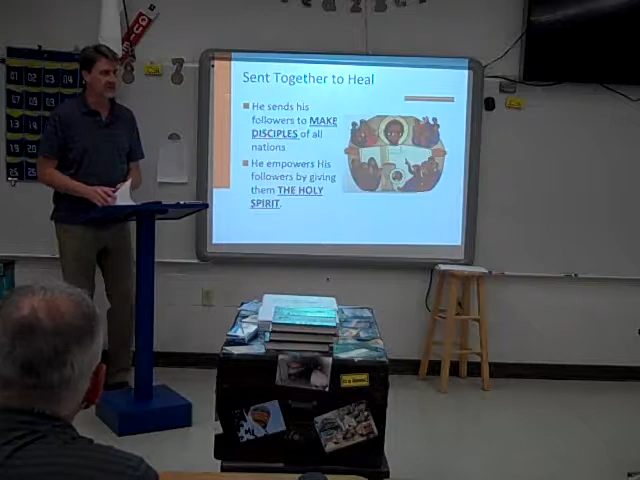 Sent Together to Heal
He sends his
followers to MAKE
DISCIPLES of all
nations
He empowers His
followers by giving
them THE HOLY
SPIRIT.
01 02 03 04